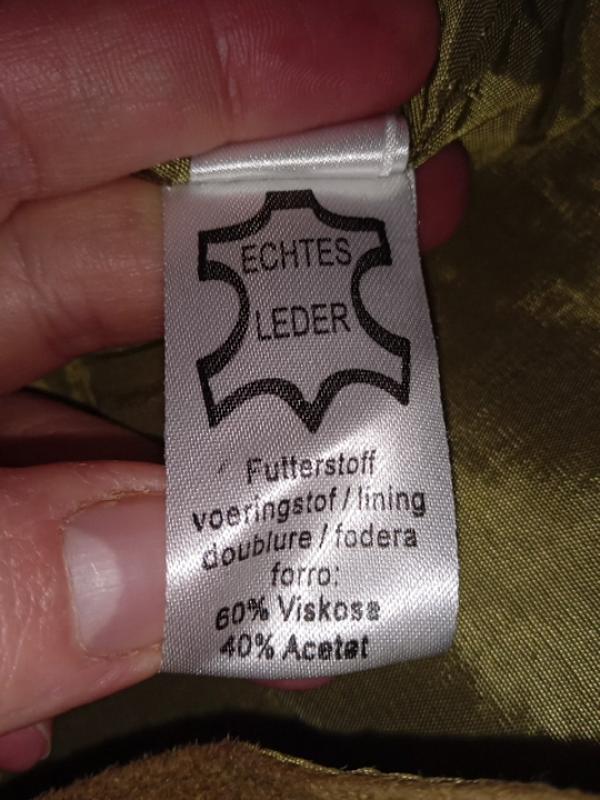 ECHTES
LEDER
Futterstoff
voeringstof / lining
doublure / fodera
forro:
60% Viskose
40% Acetat